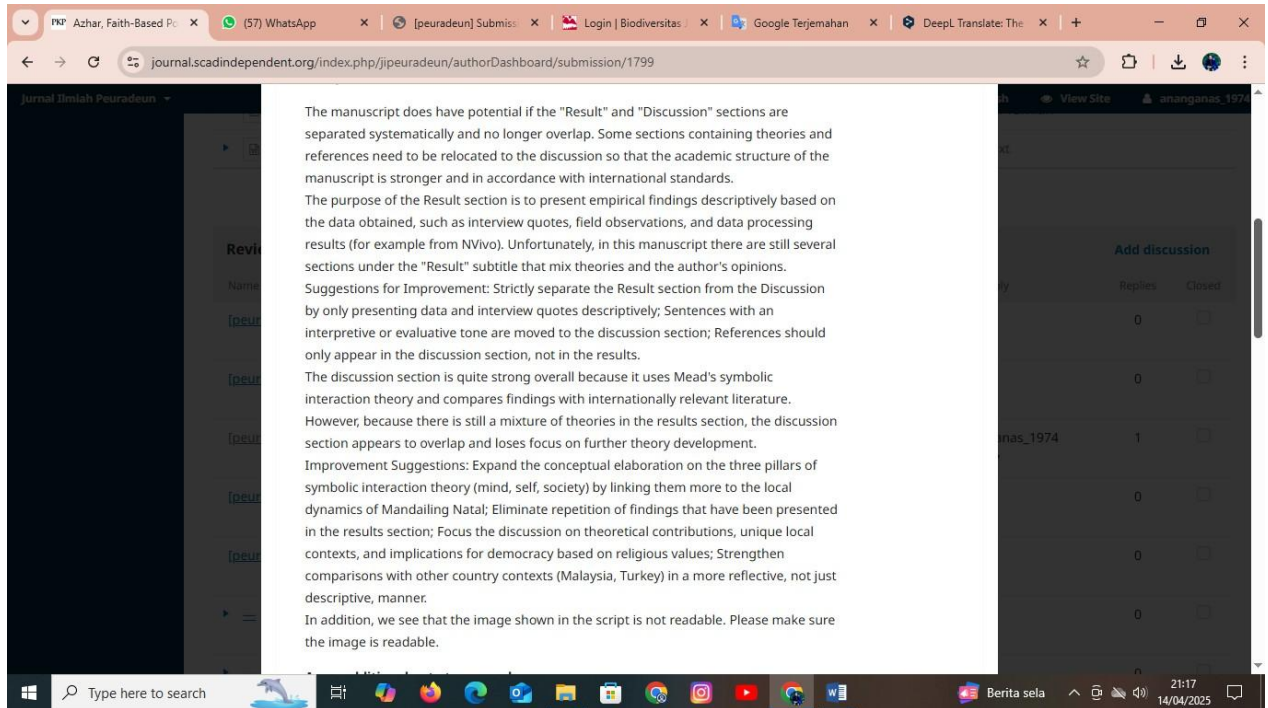 Azhar, Faith-Based Po
(57) WhatsApp
[peuradeun] Submiss
Login | Biodiversitas J
Google Terjemahan
DeepL Translate: The
journal.scadindependent.org/index.php/jipeuradeun/authorDashboard/submission/1799
Jurnal Ilmiah Peuradeun
View Site
ananganas_1974
The manuscript does have potential if the "Result" and "Discussion" sections are
separated systematically and no longer overlap. Some sections containing theories and
references need to be relocated to the discussion so that the academic structure of the
manuscript is stronger and in accordance with international standards.
The purpose of the Result section is to present empirical findings descriptively based on
the data obtained, such as interview quotes, field observations, and data processing
results (for example from NVivo). Unfortunately, in this manuscript there are still several
sections under the "Result" subtitle that mix theories and the author's opinions.
Suggestions for Improvement: Strictly separate the Result section from the Discussion
by only presenting data and interview quotes descriptively; Sentences with an
interpretive or evaluative tone are moved to the discussion section; References should
only appear in the discussion section, not in the results.
The discussion section is quite strong overall because it uses Mead's symbolic
interaction theory and compares findings with internationally relevant literature.
However, because there is still a mixture of theories in the results section, the discussion
section appears to overlap and loses focus on further theory development.
Improvement Suggestions: Expand the conceptual elaboration on the three pillars of
symbolic interaction theory (mind, self, society) by linking them more to the local
dynamics of Mandailing Natal; Eliminate repetition of findings that have been presented
in the results section; Focus the discussion on theoretical contributions, unique local
contexts, and implications for democracy based on religious values; Strengthen
comparisons with other country contexts (Malaysia, Turkey) in a more reflective, not just
descriptive, manner.
In addition, we see that the image shown in the script is not readable. Please make sure
the image is readable.
Revie
Add discussion
Name
Replies
Closed
[peur
0
[peur
0
[peur
anas_1974
1
[peur
0
[peur
0
0
Type here to search
Berita sela
21:17
14/04/2025